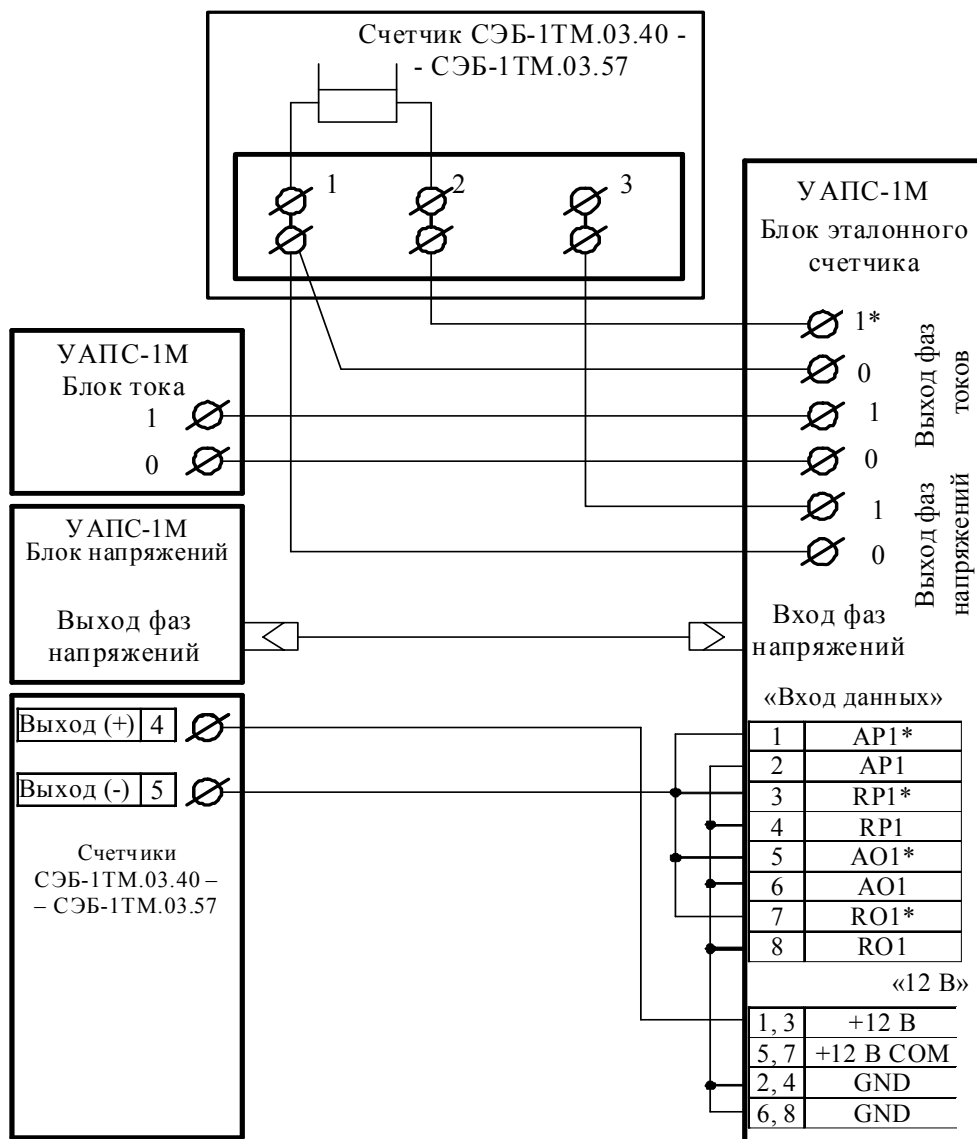 Счетчик СЭБ-1ТМ.03.40 -
- СЭБ-1ТМ.03.57
1
2
3
УАПС-1М
Блок эталонного
счетчика
1*
0
1
0
1
0
Выход фаз
токов
Выход фаз
напряжений
УАПС-1М
Блок тока
1
0
УАПС-1М
Блок напряжений
Выход фаз
напряжений
Вход фаз
напряжений
Выход (+) 4
Выход (-) 5
Счетчики
СЭБ-1ТМ.03.40 –
– СЭБ-1ТМ.03.57
«Вход данных»
1 AP1*
2 AP1
3 RP1*
4 RP1
5 AO1*
6 AO1
7 RO1*
8 RO1
«12 В»
1, 3 +12 В
5, 7 +12 В COM
2, 4 GND
6, 8 GND